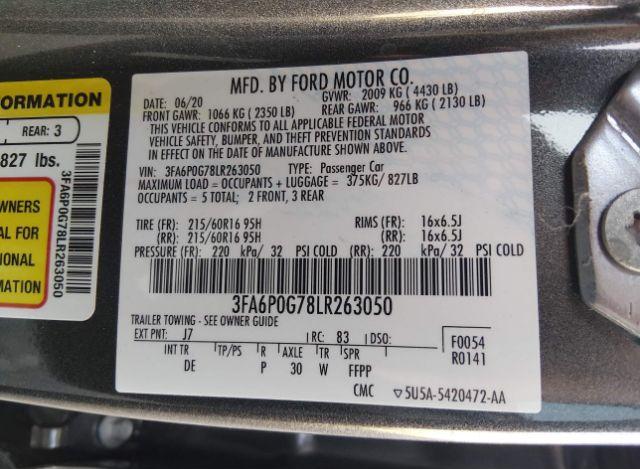 MFD. BY FORD MOTOR CO.
DATE: 06/20 GVWR: 2009 KG ( 4430 LB)
FRONT GAWR: 1066 KG ( 2350 LB) REAR GAWR: 966 KG ( 2130 LB)
THIS VEHICLE CONFORMS TO ALL APPLICABLE FEDERAL MOTOR
VEHICLE SAFETY, BUMPER, AND THEFT PREVENTION STANDARDS
IN EFFECT ON THE DATE OF MANUFACTURE SHOWN ABOVE.
VIN: 3FA6P0G78LR263050 TYPE: Passenger Car
MAXIMUM LOAD = OCCUPANTS + LUGGAGE = 375KG/ 827LB
OCCUPANTS = 5 TOTAL; 2 FRONT, 3 REAR
TIRE (FR): 215/60R16 95H RIMS (FR): 16x6.5J
(RR): 215/60R16 95H (RR): 16x6.5J
PRESSURE (FR): 220 kPa/ 32 PSI COLD (RR): 220 kPa/ 32 PSI COLD
3FA6P0G78LR263050
TRAILER TOWING - SEE OWNER GUIDE
EXT PNT: J7 RC: 83 DSO:
INT TR TP/PS R AXLE TR SPR
DE P 30 W FFPP
F0054
R0141
CMC ▽5U5A-5420472-AA
FORMATION
REAR: 3
827 lbs.
3FA6P0G78LR263050
WNERS
AL FOR
IONAL
MATION